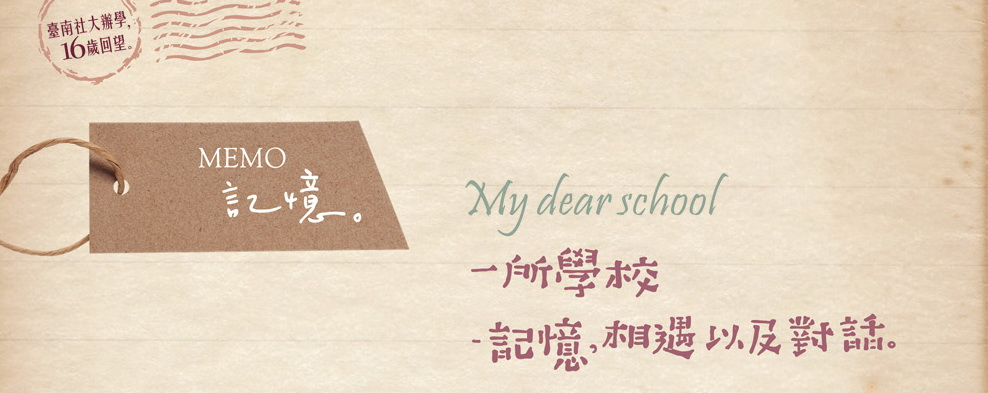 臺南社大辦學,
16歲回望。
MEMO
記憶。
My dear school
一所學校
-記憶,相遇以及對話。